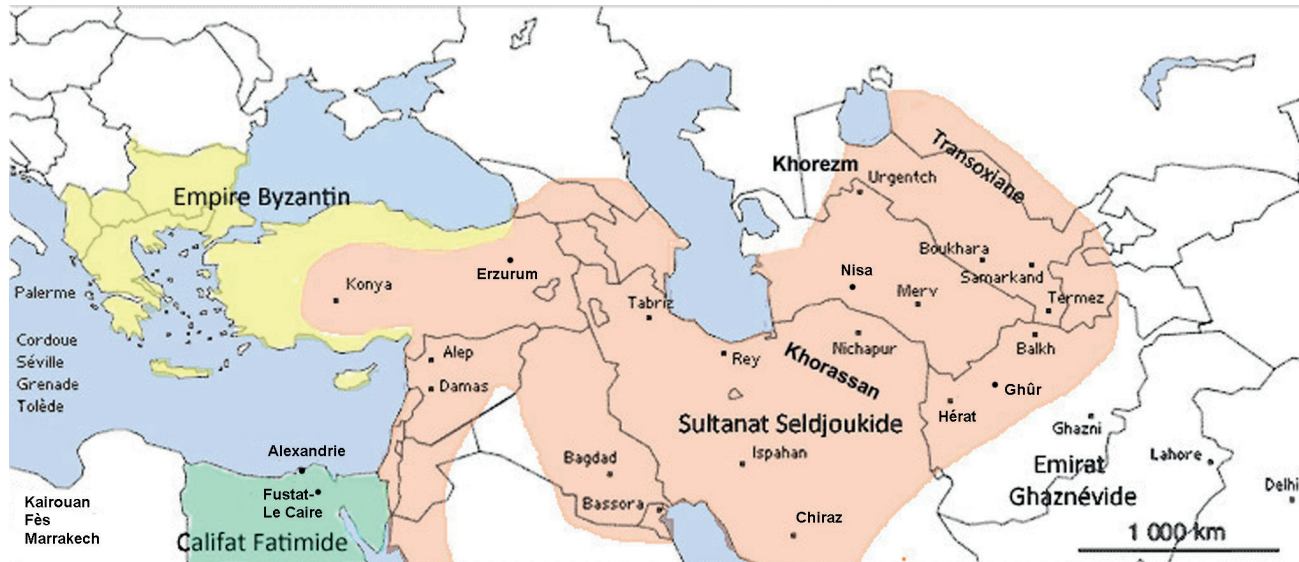 Transoxiane
Khorezm
Urgentch
Empire Byzantin
Boukhara
Samarkand
Konya
Erzurum
Nisa
Merv
Termez
Palerme
Tabriz
Cordoue
Séville
Grenade
Tolède
Alep
Damas
Rey
Khorassan
Nichapur
Balkh
Ghûr
Hérat
Sultanat Seldjoukide
Ghazni
Alexandrie
Bagdad
Ispahan
Emirat
Ghaznévide
Lahore
Delhi
Kairouan
Fès
Marrakech
Fustat-
Le Caire
Bassora
Chiraz
Califat Fatimide
1 000 km